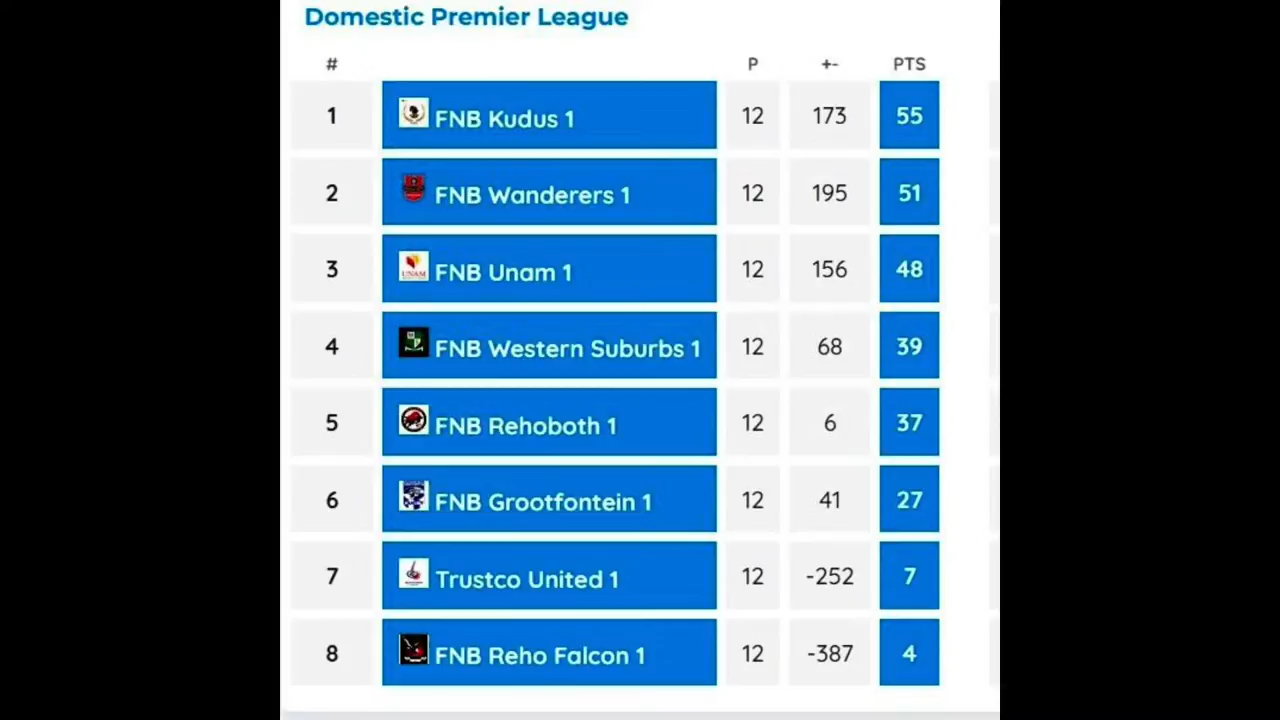 Domestic Premier League
# P +- PTS
1 FNB Kudus 1 12 173 55
2 FNB Wanderers 1 12 195 51
3 FNB Unam 1 12 156 48
4 FNB Western Suburbs 1 12 68 39
5 FNB Rehoboth 1 12 6 37
6 FNB Grootfontein 1 12 41 27
7 Trustco United 1 12 -252 7
8 FNB Reho Falcon 1 12 -387 4